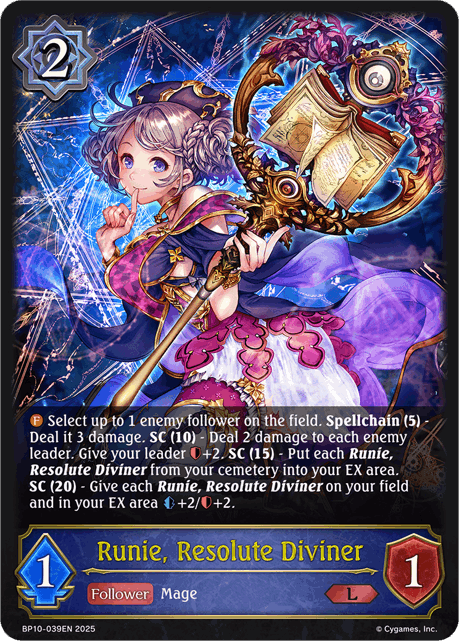 2
F Select up to 1 enemy follower on the field. Spellchain (5) -
Deal it 3 damage. SC (10) - Deal 2 damage to each enemy
leader. Give your leader +2. SC (15) - Put each Runie,
Resolute Diviner from your cemetery into your EX area.
SC (20) - Give each Runie, Resolute Diviner on your field
and in your EX area +2/+2.
Runie, Resolute Diviner
1
Follower Mage
L
1
BP10-039EN 2025
© Cygames, Inc.